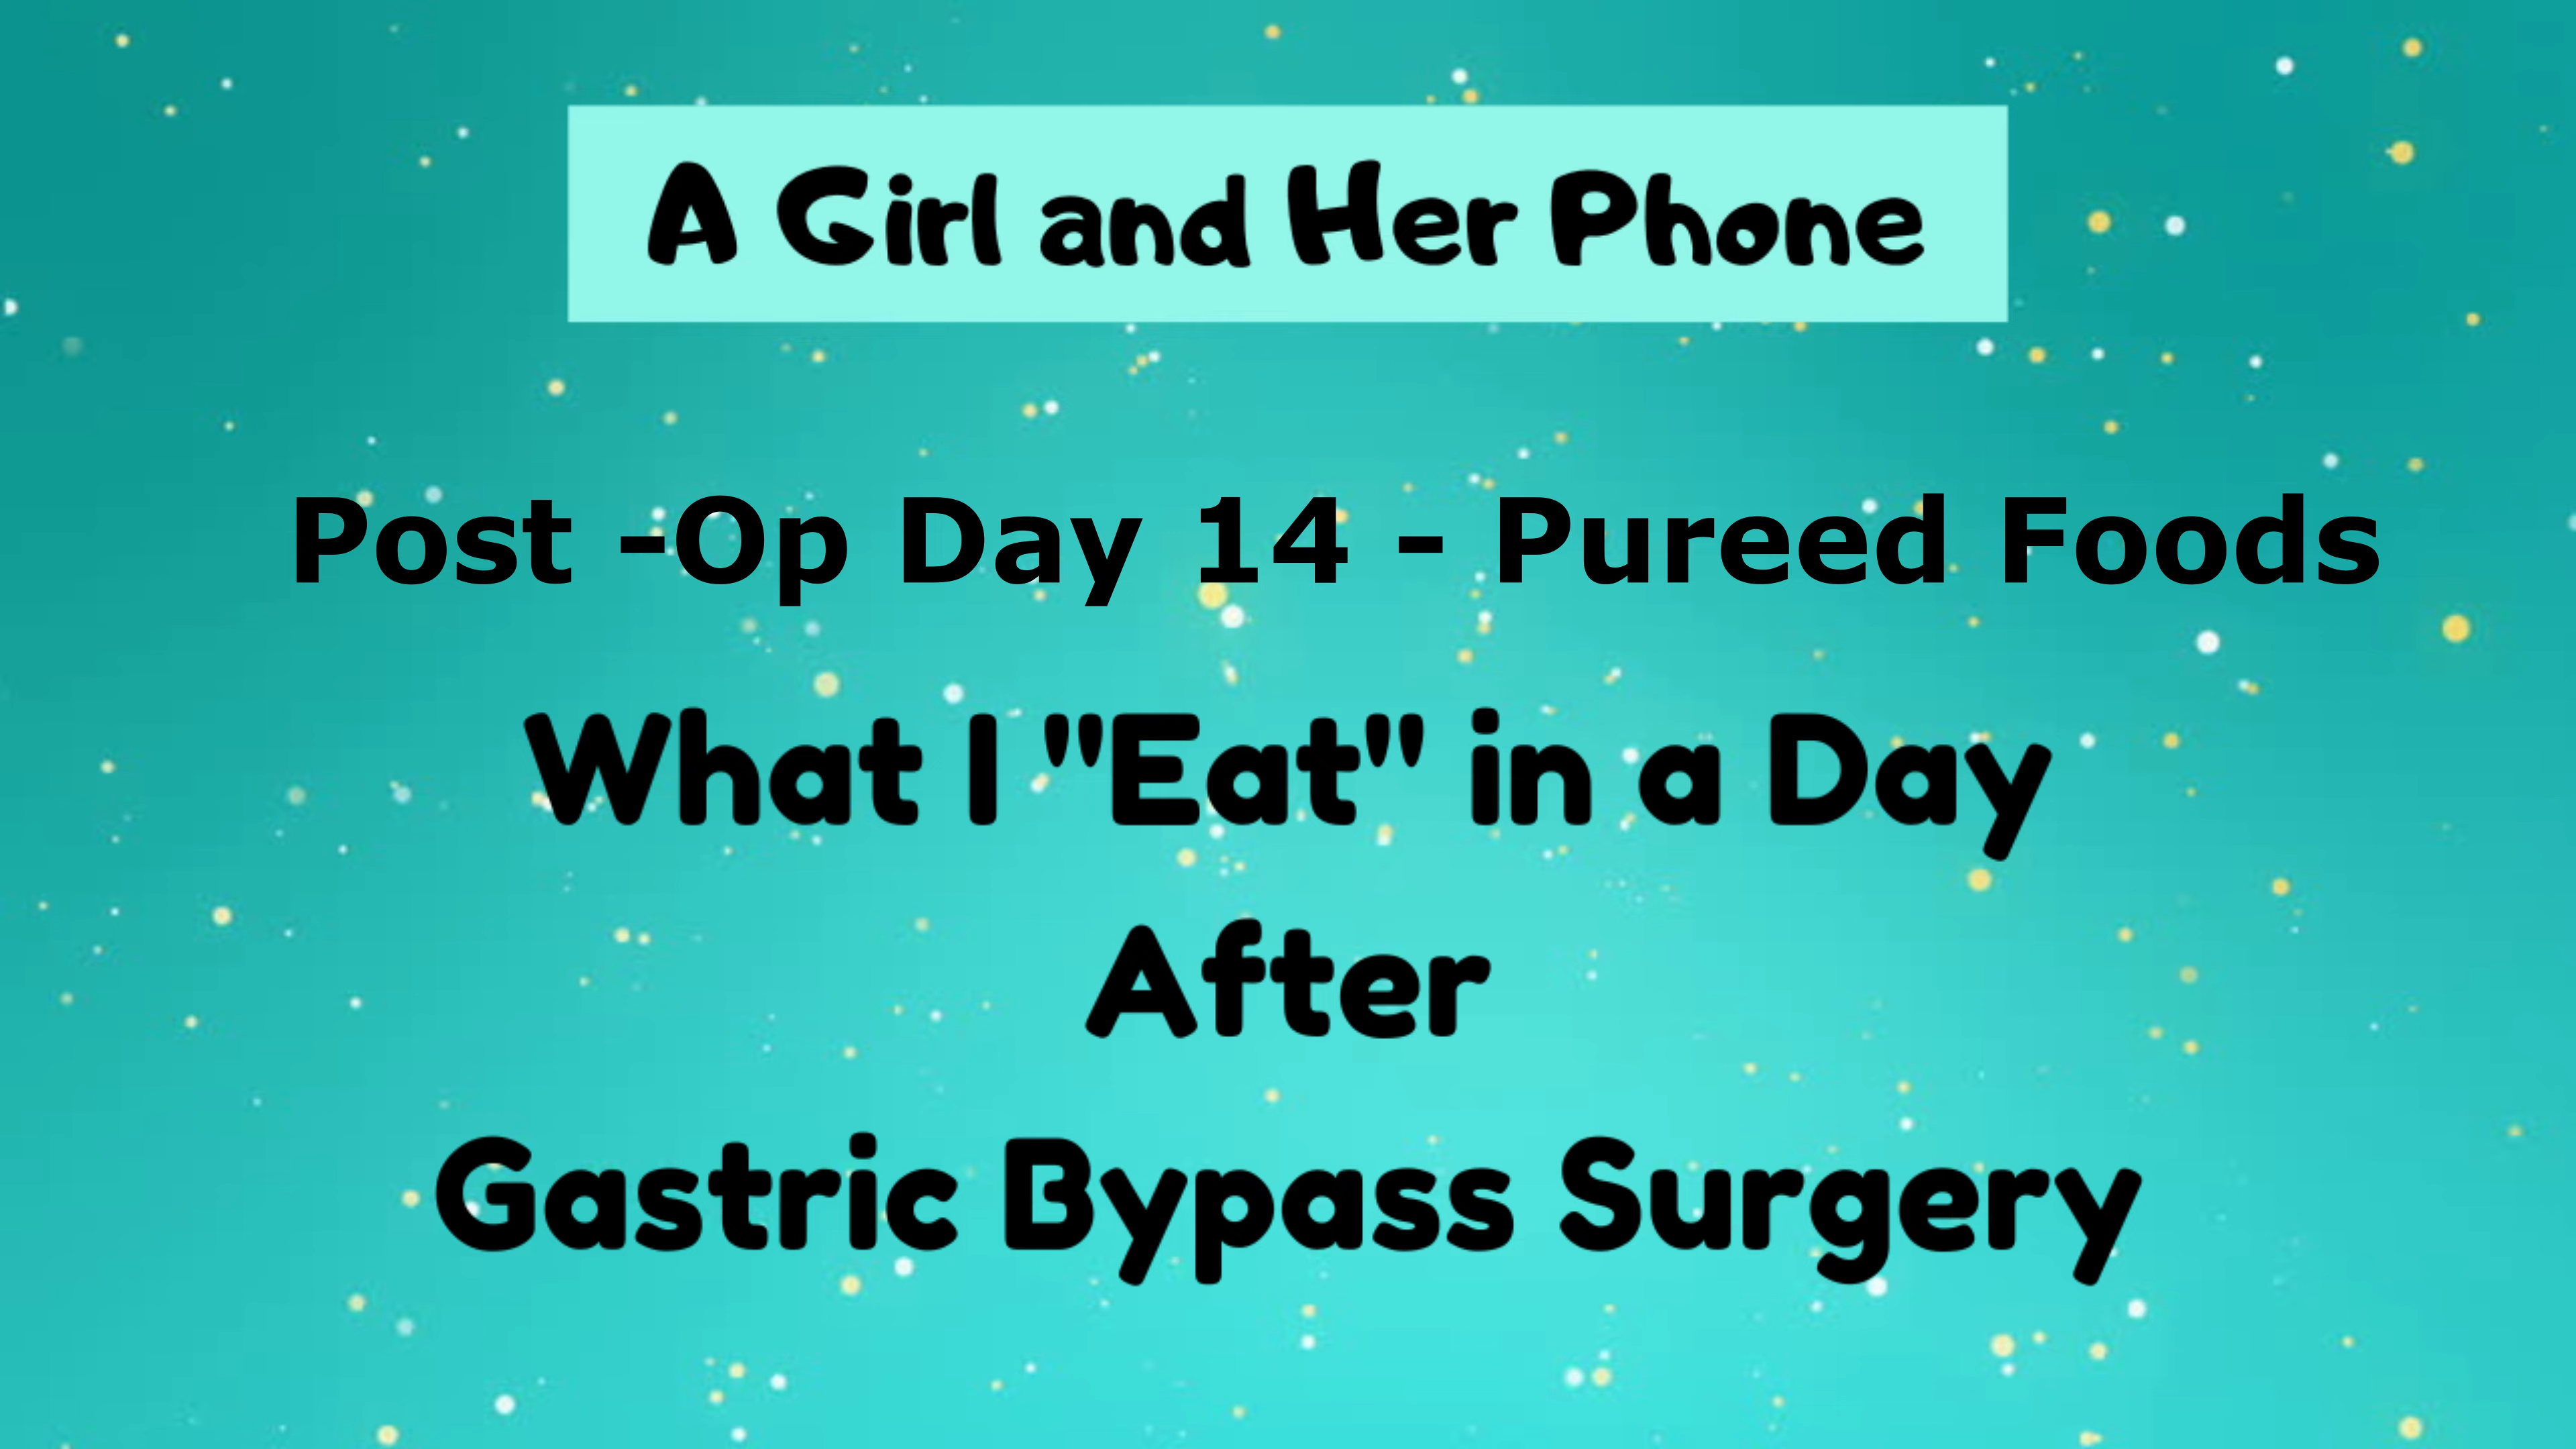 A Girl and Her Phone
Post -Op Day 14 - Pureed Foods
What I "Eat" in a Day
After
Gastric Bypass Surgery